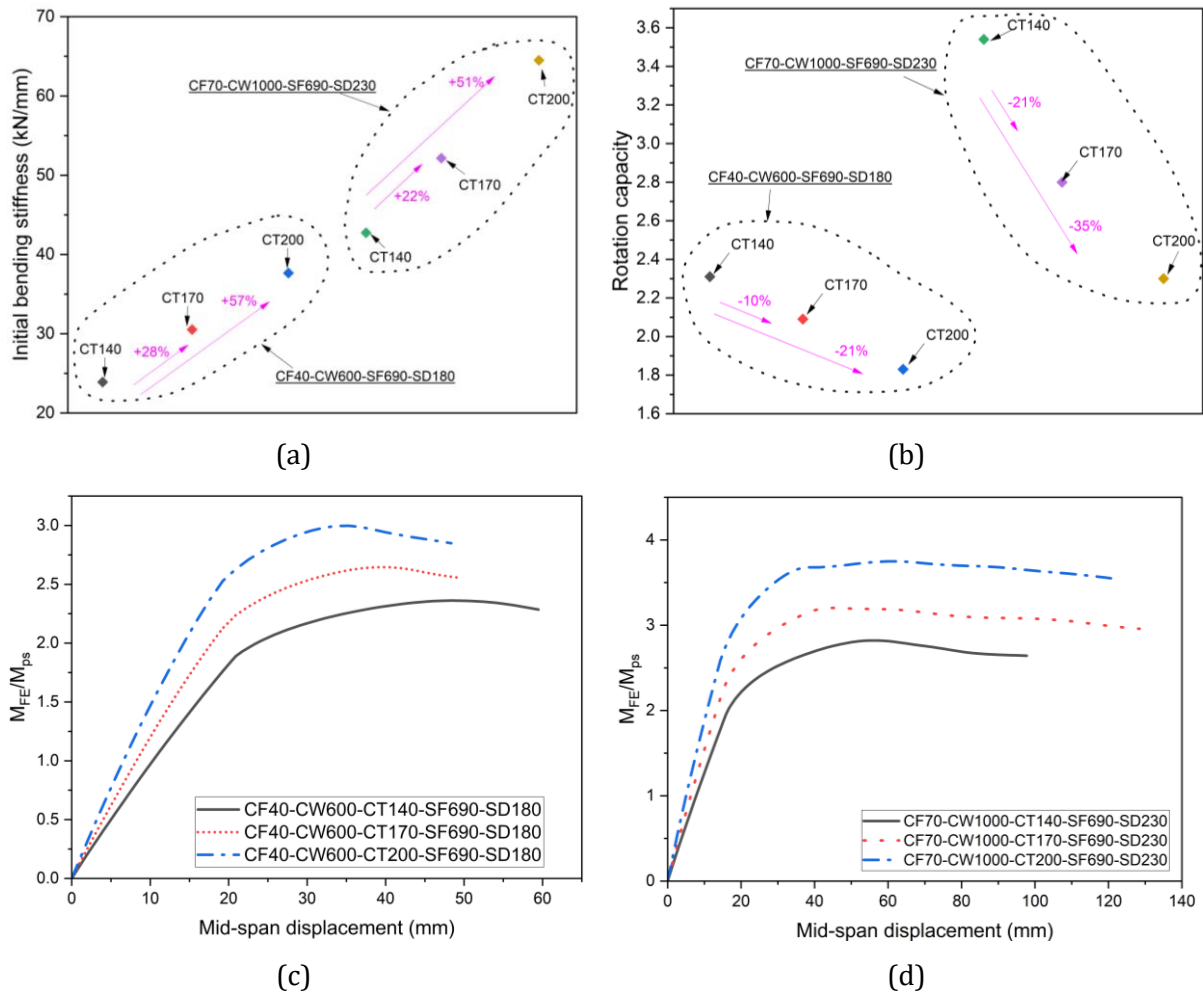 70
60
50
40
30
20
Initial bending stiffness (kN/mm)
CF70-CW1000-SF690-SD230
+51%
CT200
CT170
+22%
CT140
CT200
+57%
CT170
+28%
CT140
CF40-CW600-SF690-SD180
(a)
3.6
3.4
3.2
3.0
2.8
2.6
2.4
2.2
2.0
1.8
1.6
Rotation capacity
CT140
CF70-CW1000-SF690-SD230
-21%
CT170
CF40-CW600-SF690-SD180
-35%
CT200
CT140
-10%
CT170
-21%
CT200
(b)
3.0
2.5
2.0
1.5
1.0
0.5
0.0
M_FE/M_ps
CF40-CW600-CT140-SF690-SD180
CF40-CW600-CT170-SF690-SD180
CF40-CW600-CT200-SF690-SD180
0 10 20 30 40 50 60
Mid-span displacement (mm)
(c)
4
3
2
1
0
M_FE/M_ps
CF70-CW1000-CT140-SF690-SD230
CF70-CW1000-CT170-SF690-SD230
CF70-CW1000-CT200-SF690-SD230
0 20 40 60 80 100 120 140
Mid-span displacement (mm)
(d)